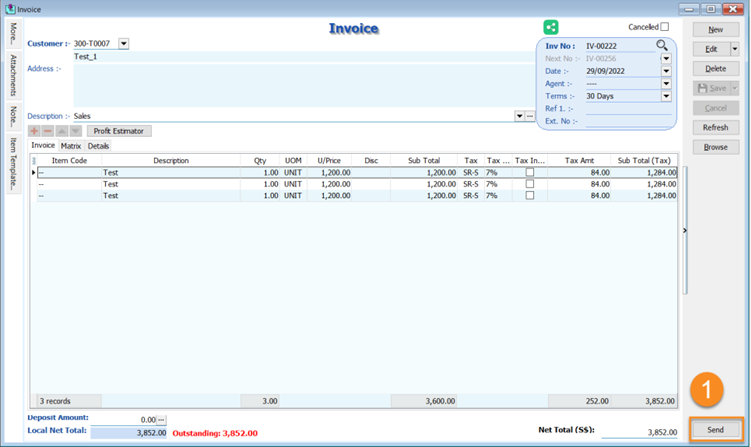 Invoice
More...
Attachments
Note...
Item Template...
Invoice
Cancelled
Customer :- 300-T0007
Test_1
Address :-
Description :- Sales
Inv No : IV-00222
Next No :- IV-00256
Date :- 29/09/2022
Agent :- ----
Terms :- 30 Days
Ref 1. :-
Ext. No :-
Profit Estimator
Invoice Matrix Details
Item Code Description Qty UOM U/Price Disc Sub Total Tax Tax ... Tax In... Tax Amt Sub Total (Tax)
-- Test 1.00 UNIT 1,200.00 1,200.00 SR-S 7% 84.00 1,284.00
-- Test 1.00 UNIT 1,200.00 1,200.00 SR-S 7% 84.00 1,284.00
-- Test 1.00 UNIT 1,200.00 1,200.00 SR-S 7% 84.00 1,284.00
3 records 3.00 3,600.00 252.00 3,852.00
Deposit Amount: 0.00
Local Net Total: 3,852.00 Outstanding: 3,852.00 Net Total (S$): 3,852.00
New
Edit
Delete
Save
Cancel
Refresh
Browse
1
Send